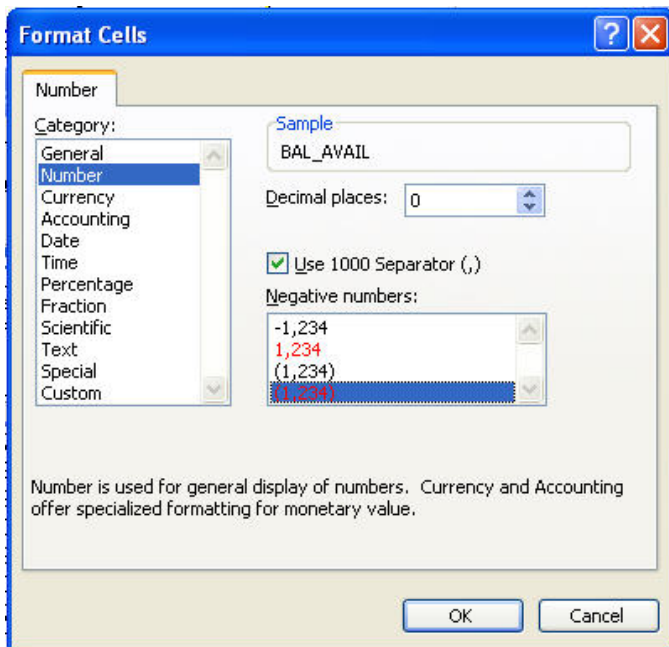 Format Cells
Number
Category:
General
Number
Currency
Accounting
Date
Time
Percentage
Fraction
Scientific
Text
Special
Custom
Sample
BAL_AVAIL
Decimal places: 0
Use 1000 Separator (,)
Negative numbers:
-1,234
1,234
(1,234)
(1,234)
Number is used for general display of numbers. Currency and Accounting
offer specialized formatting for monetary value.
OK Cancel